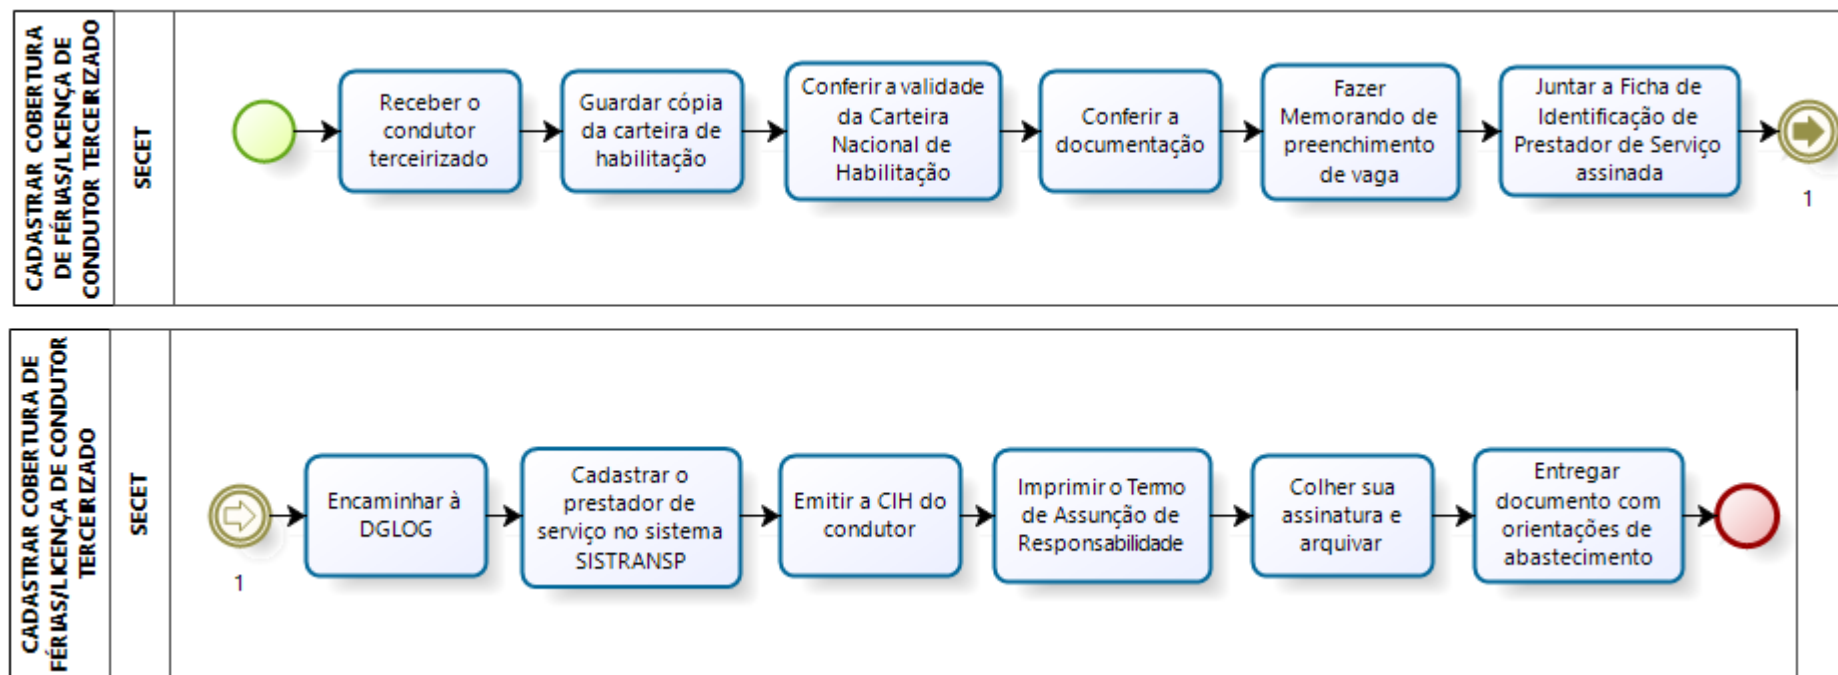 CADASTRAR COBERTURA
DE FÉRIAS/LICENÇA DE
CONDUTOR TERCEIRIZADO
SECET
Receber o
condutor
terceirizado
Guardar cópia
da carteira de
habilitação
Conferir a validade
da Carteira
Nacional de
Habilitação
Conferir a
documentação
Fazer
Memorando de
preenchimento
de vaga
Juntar a Ficha de
Identificação de
Prestador de Serviço
assinada
1
CADASTRAR COBERTURA DE
FÉRIAS/LICENÇA DE CONDUTOR
TERCEIRIZADO
SECET
1
Encaminhar à
DGLOG
Cadastrar o
prestador de
serviço no sistema
SISTRANSP
Emitir a CIH do
condutor
Imprimir o Termo
de Assunção de
Responsabilidade
Colher sua
assinatura e
arquivar
Entregar
documento com
orientações de
abastecimento